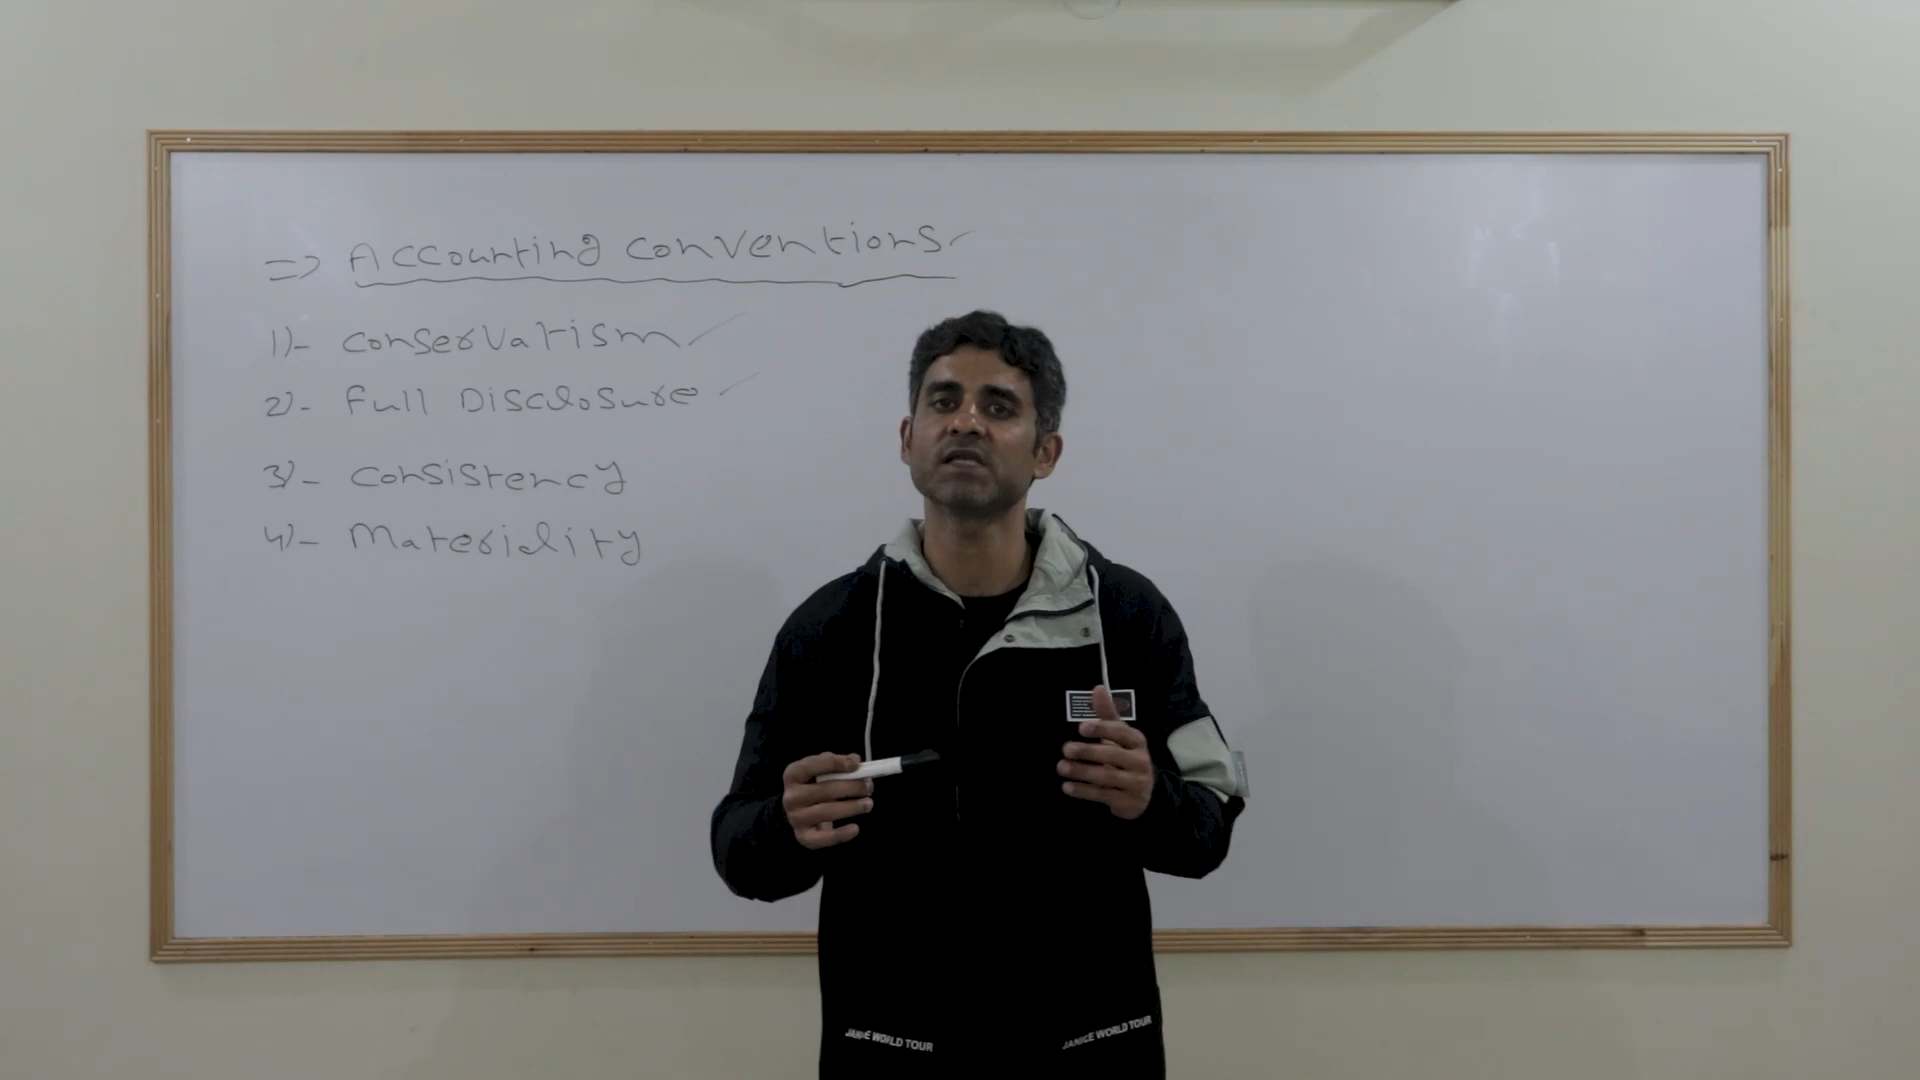 => Accounting conventions
1)- conservatism
2)- Full Disclosure
3)- consistency
4)- Materiality
JANICE WORLD TOUR
JANICE WORLD TOUR